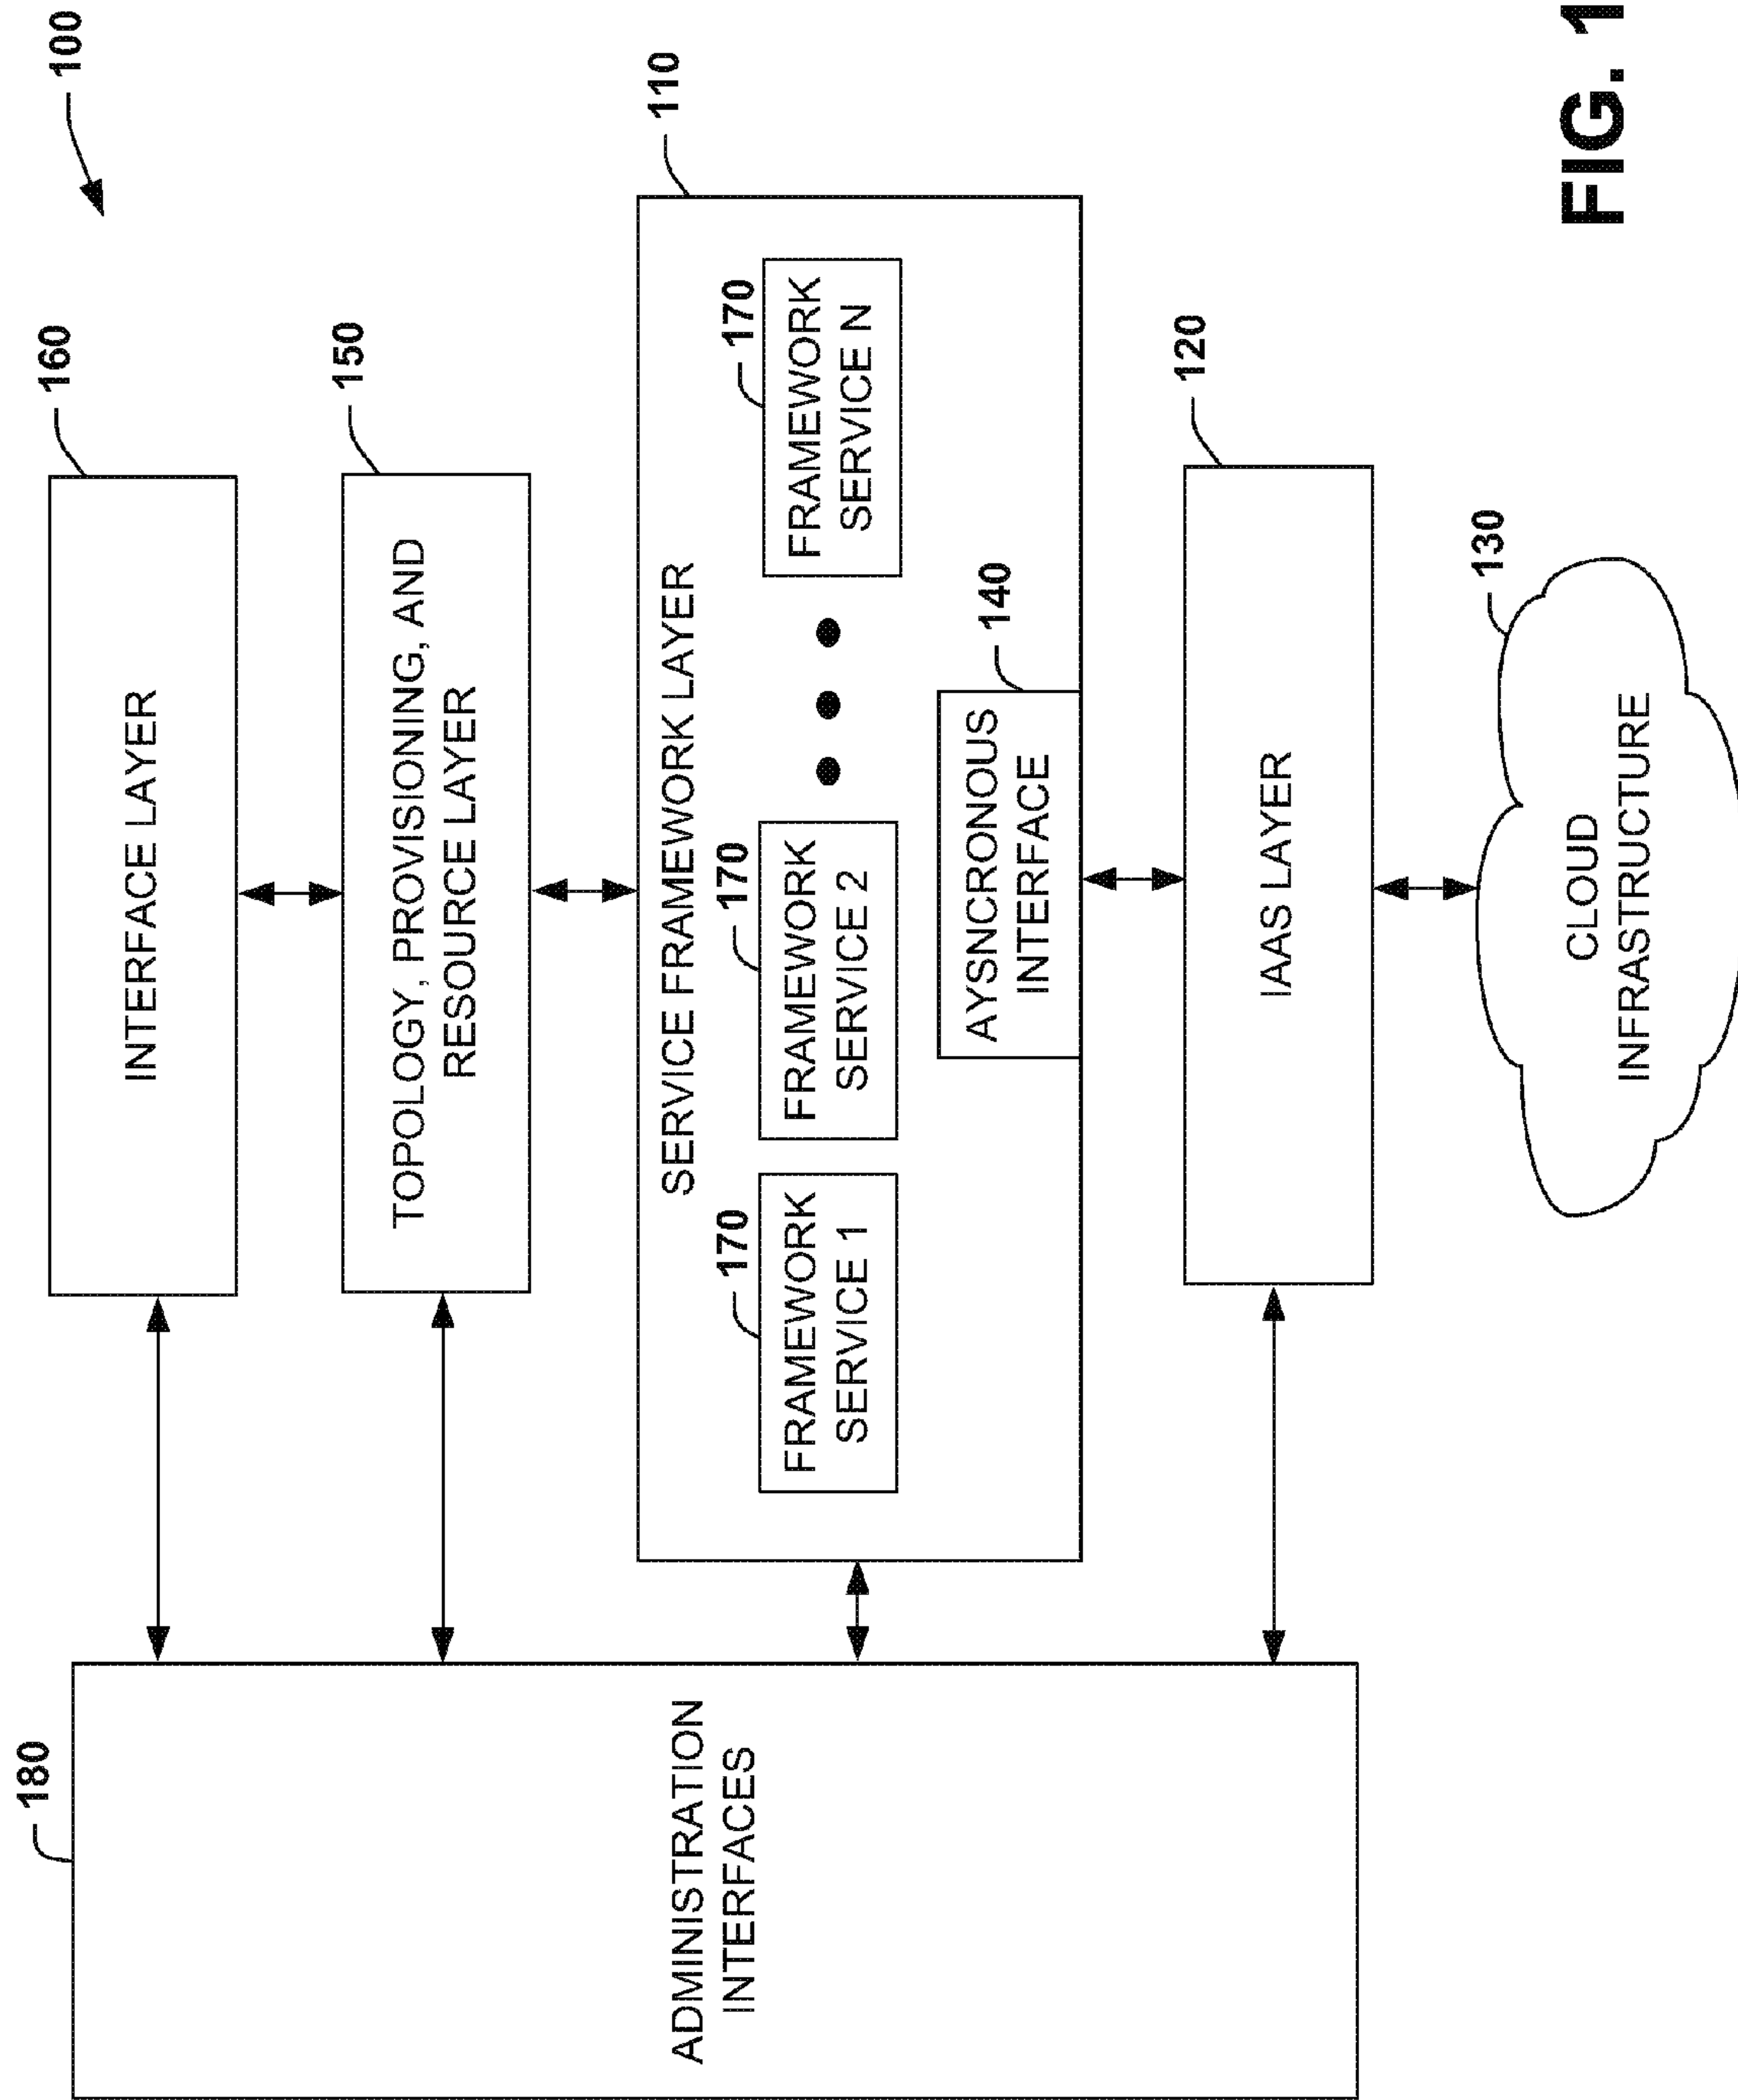 100
160
INTERFACE LAYER
150
TOPOLOGY, PROVISIONING, AND
RESOURCE LAYER
110
SERVICE FRAMEWORK LAYER
170
FRAMEWORK
SERVICE 1
170
FRAMEWORK
SERVICE 2
170
FRAMEWORK
SERVICE N
140
AYSNCRONOUS
INTERFACE
120
IAAS LAYER
130
CLOUD
INFRASTRUCTURE
180
ADMINISTRATION
INTERFACES
FIG. 1